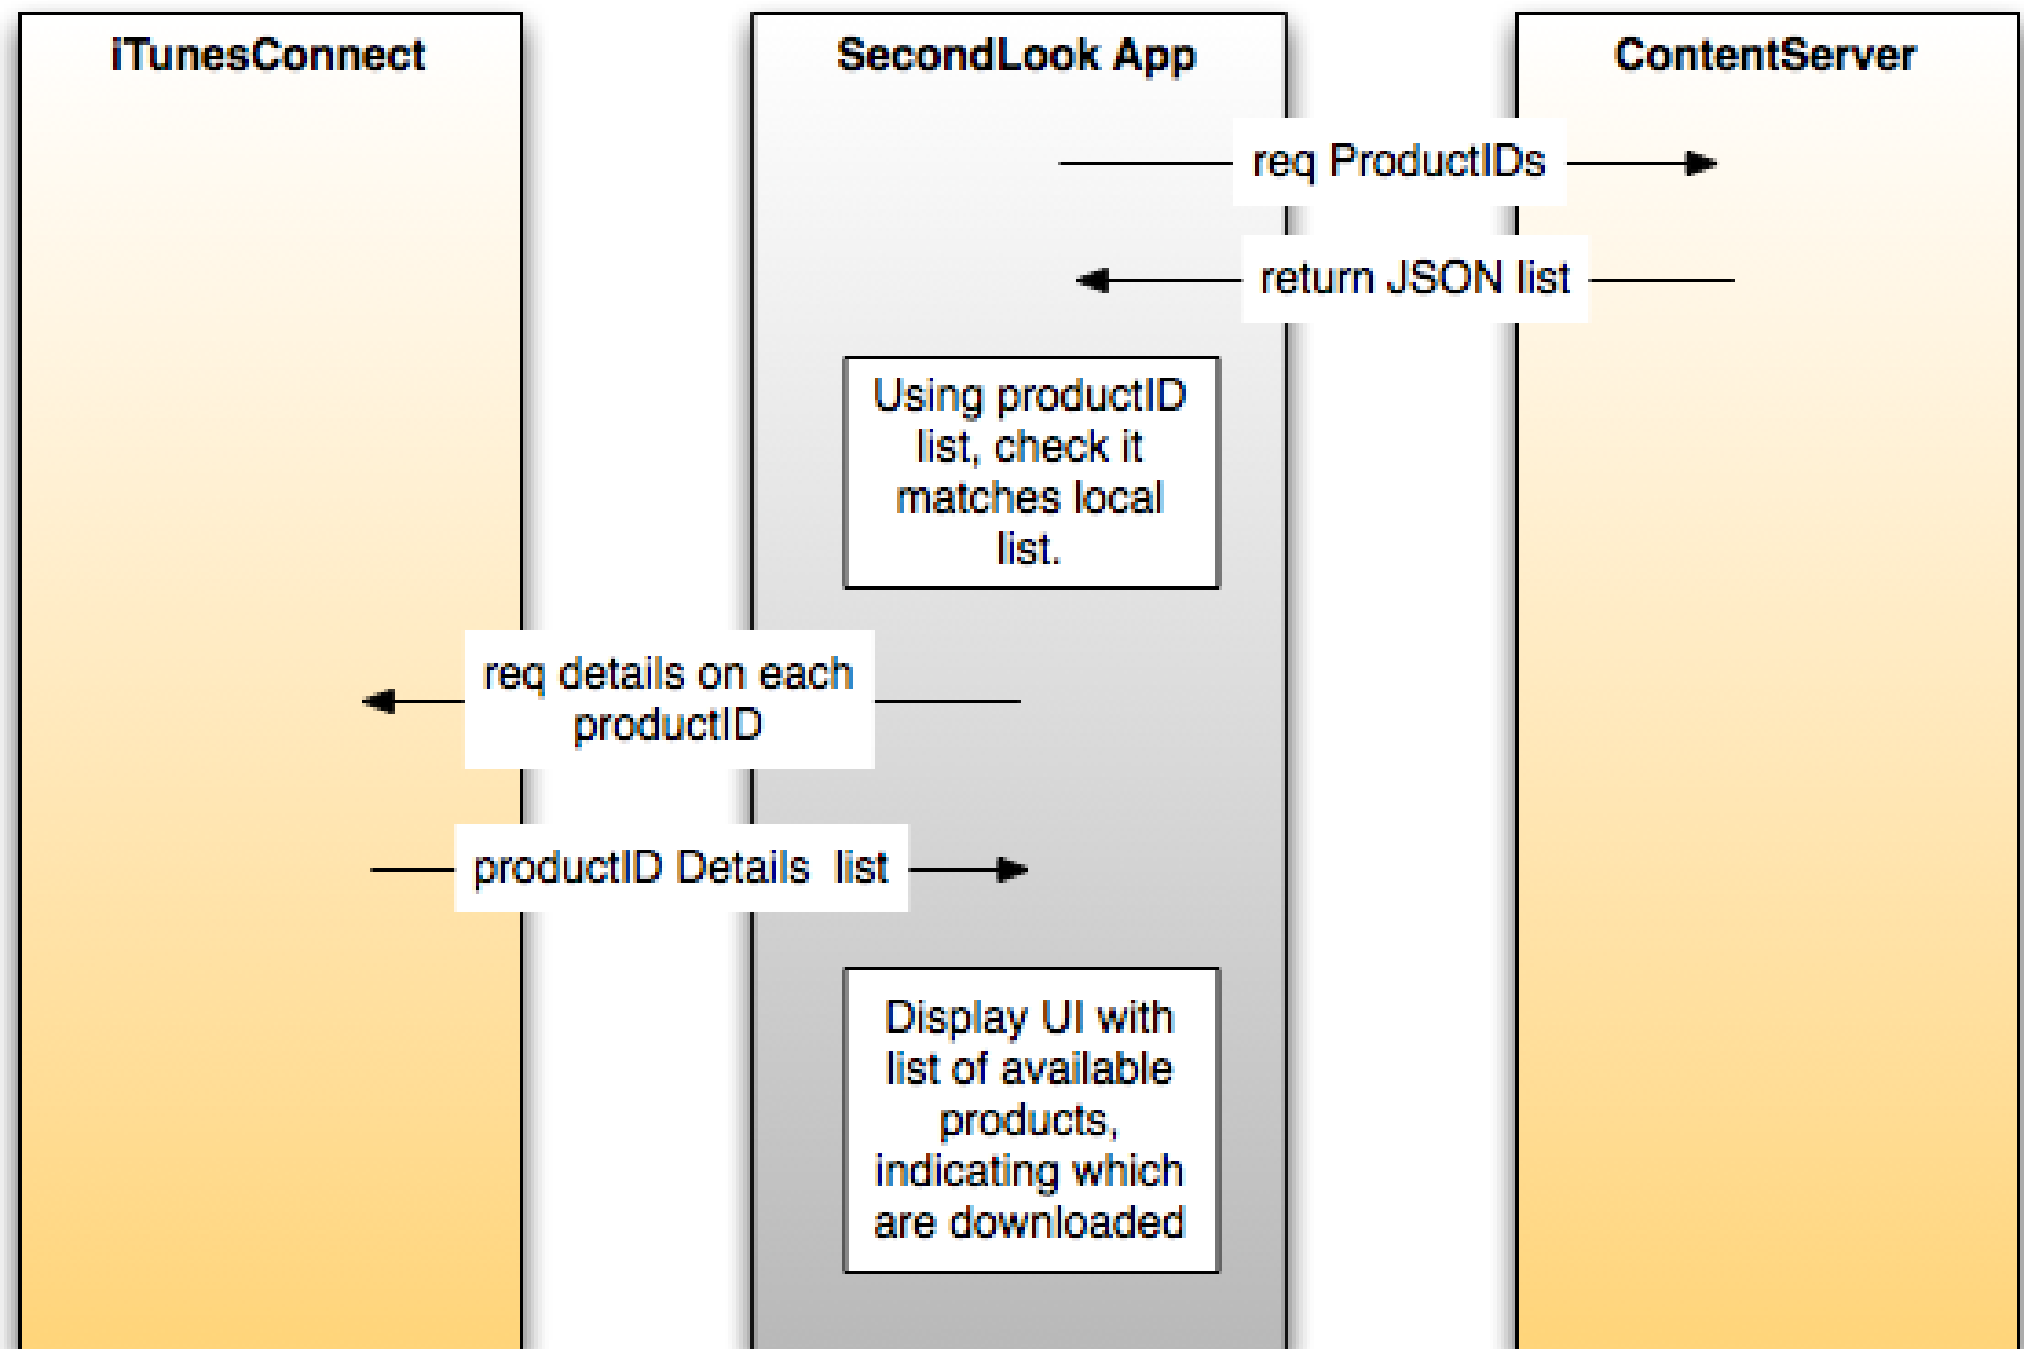 iTunesConnect
SecondLook App
ContentServer
req ProductIDs
return JSON list
Using productID
list, check it
matches local
list.
req details on each
productID
productID Details  list
Display UI with
list of available
products,
indicating which
are downloaded